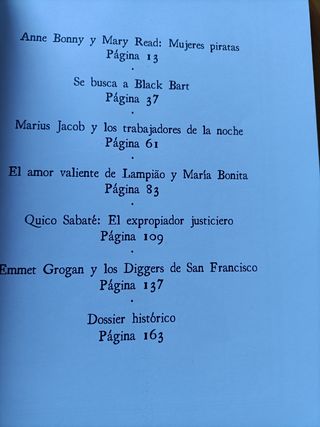 Anne Bonny y Mary Read: Mujeres piratas
Página 13
Se busca a Black Bart
Página 37
Marius Jacob y los trabajadores de la noche
Página 61
El amor valiente de Lampião y María Bonita
Página 83
Quico Sabaté: El expropiador justiciero
Página 109
Emmet Grogan y los Diggers de San Francisco
Página 137
Dossier histórico
Página 163